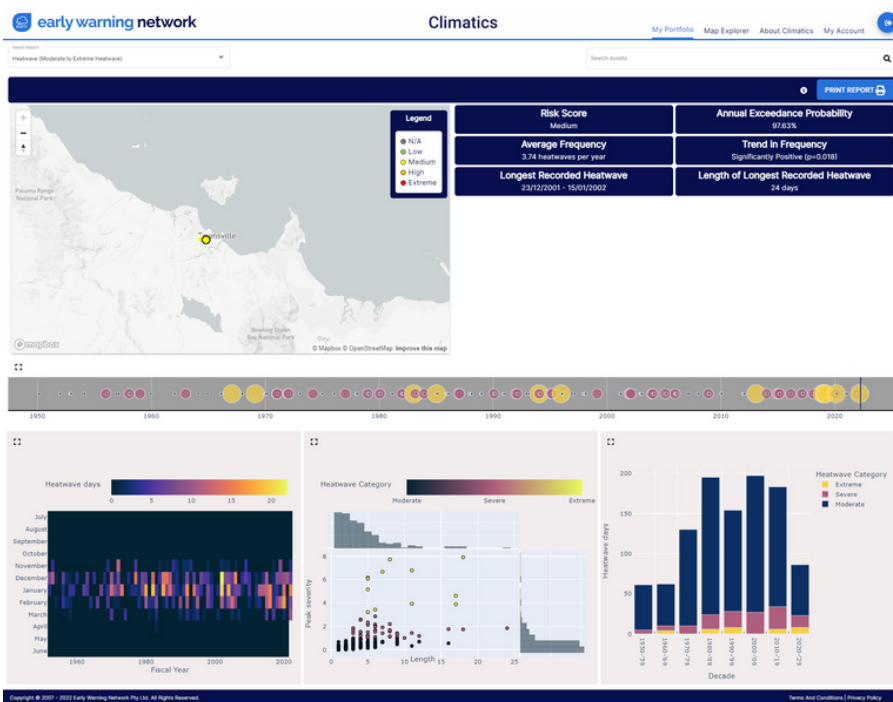 early warning network
Climatics
My Portfolio
Map Explorer
About Climatics
My Account
Select Hazard
Heatwave (Moderate to Extreme Heatwave)
Search Assets
PRINT REPORT
Legend
N/A
Low
Medium
High
Extreme
Paluma Range
National Park
Bowling Green
Bay National Park
mapbox
© Mapbox © OpenStreetMap Improve this map
Risk Score
Medium
Annual Exceedance Probability
97.63%
Average Frequency
3.74 heatwaves per year
Trend in Frequency
Significantly Positive (p=0.018)
Longest Recorded Heatwave
23/12/2001 - 15/01/2002
Length of Longest Recorded Heatwave
24 days
1950
1960
1970
1980
1990
2000
2010
2020
Heatwave days
0
5
10
15
20
July
August
September
October
November
December
January
February
March
April
May
June
1960
1980
2000
2020
Fiscal Year
Heatwave Category
Moderate
Severe
Extreme
8
6
4
2
0
Peak severity
0
5
10
15
20
25
Length
Heatwave Category
Extreme
Severe
Moderate
200
150
100
50
0
Heatwave days
1950-'59
1960-'69
1970-'79
1980-'89
1990-'99
2000-'09
2010-'19
2020-'29
Decade
Copyright © 2007 - 2022 Early Warning Network Pty Ltd. All Rights Reserved.
Terms And Conditions | Privacy Policy